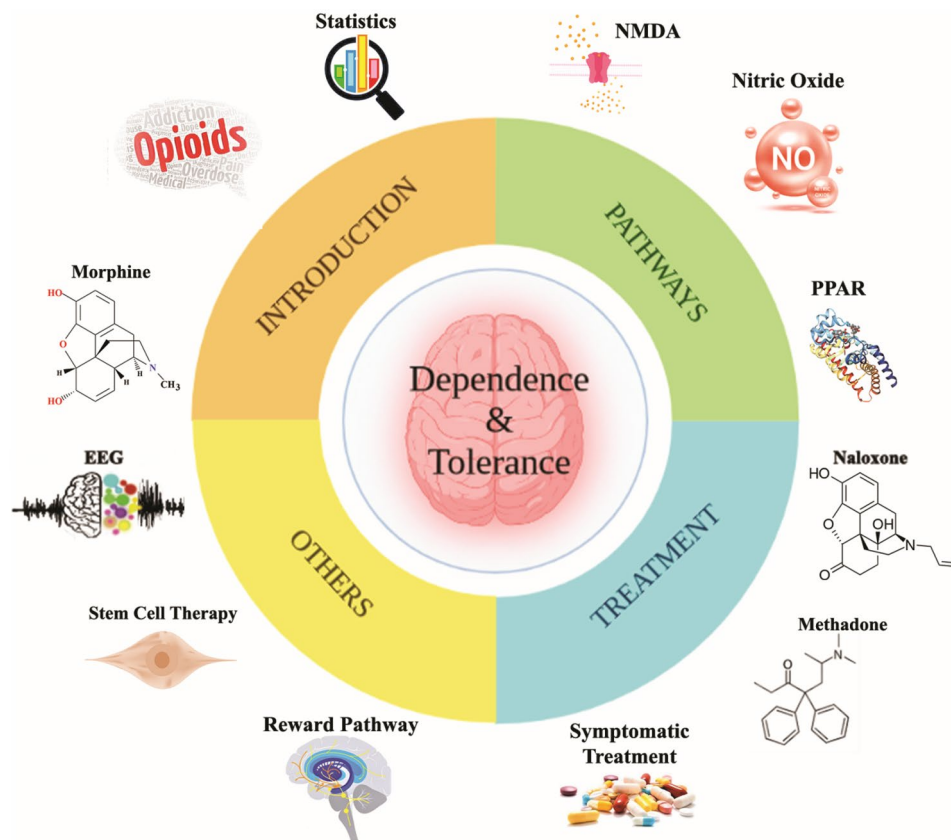 Statistics
NMDA
Nitric Oxide
Addiction
Opioids
Pain
Overdose
Medical
NO
INTRODUCTION
PATHWAYS
Morphine
HO
O
H
H
H
N
CH3
HO
PPAR
Dependence
&
Tolerance
EEG
Naloxone
HO
O
OH
N
O
OTHERS
TREATMENT
Stem Cell Therapy
Methadone
O
N
Reward Pathway
Symptomatic
Treatment